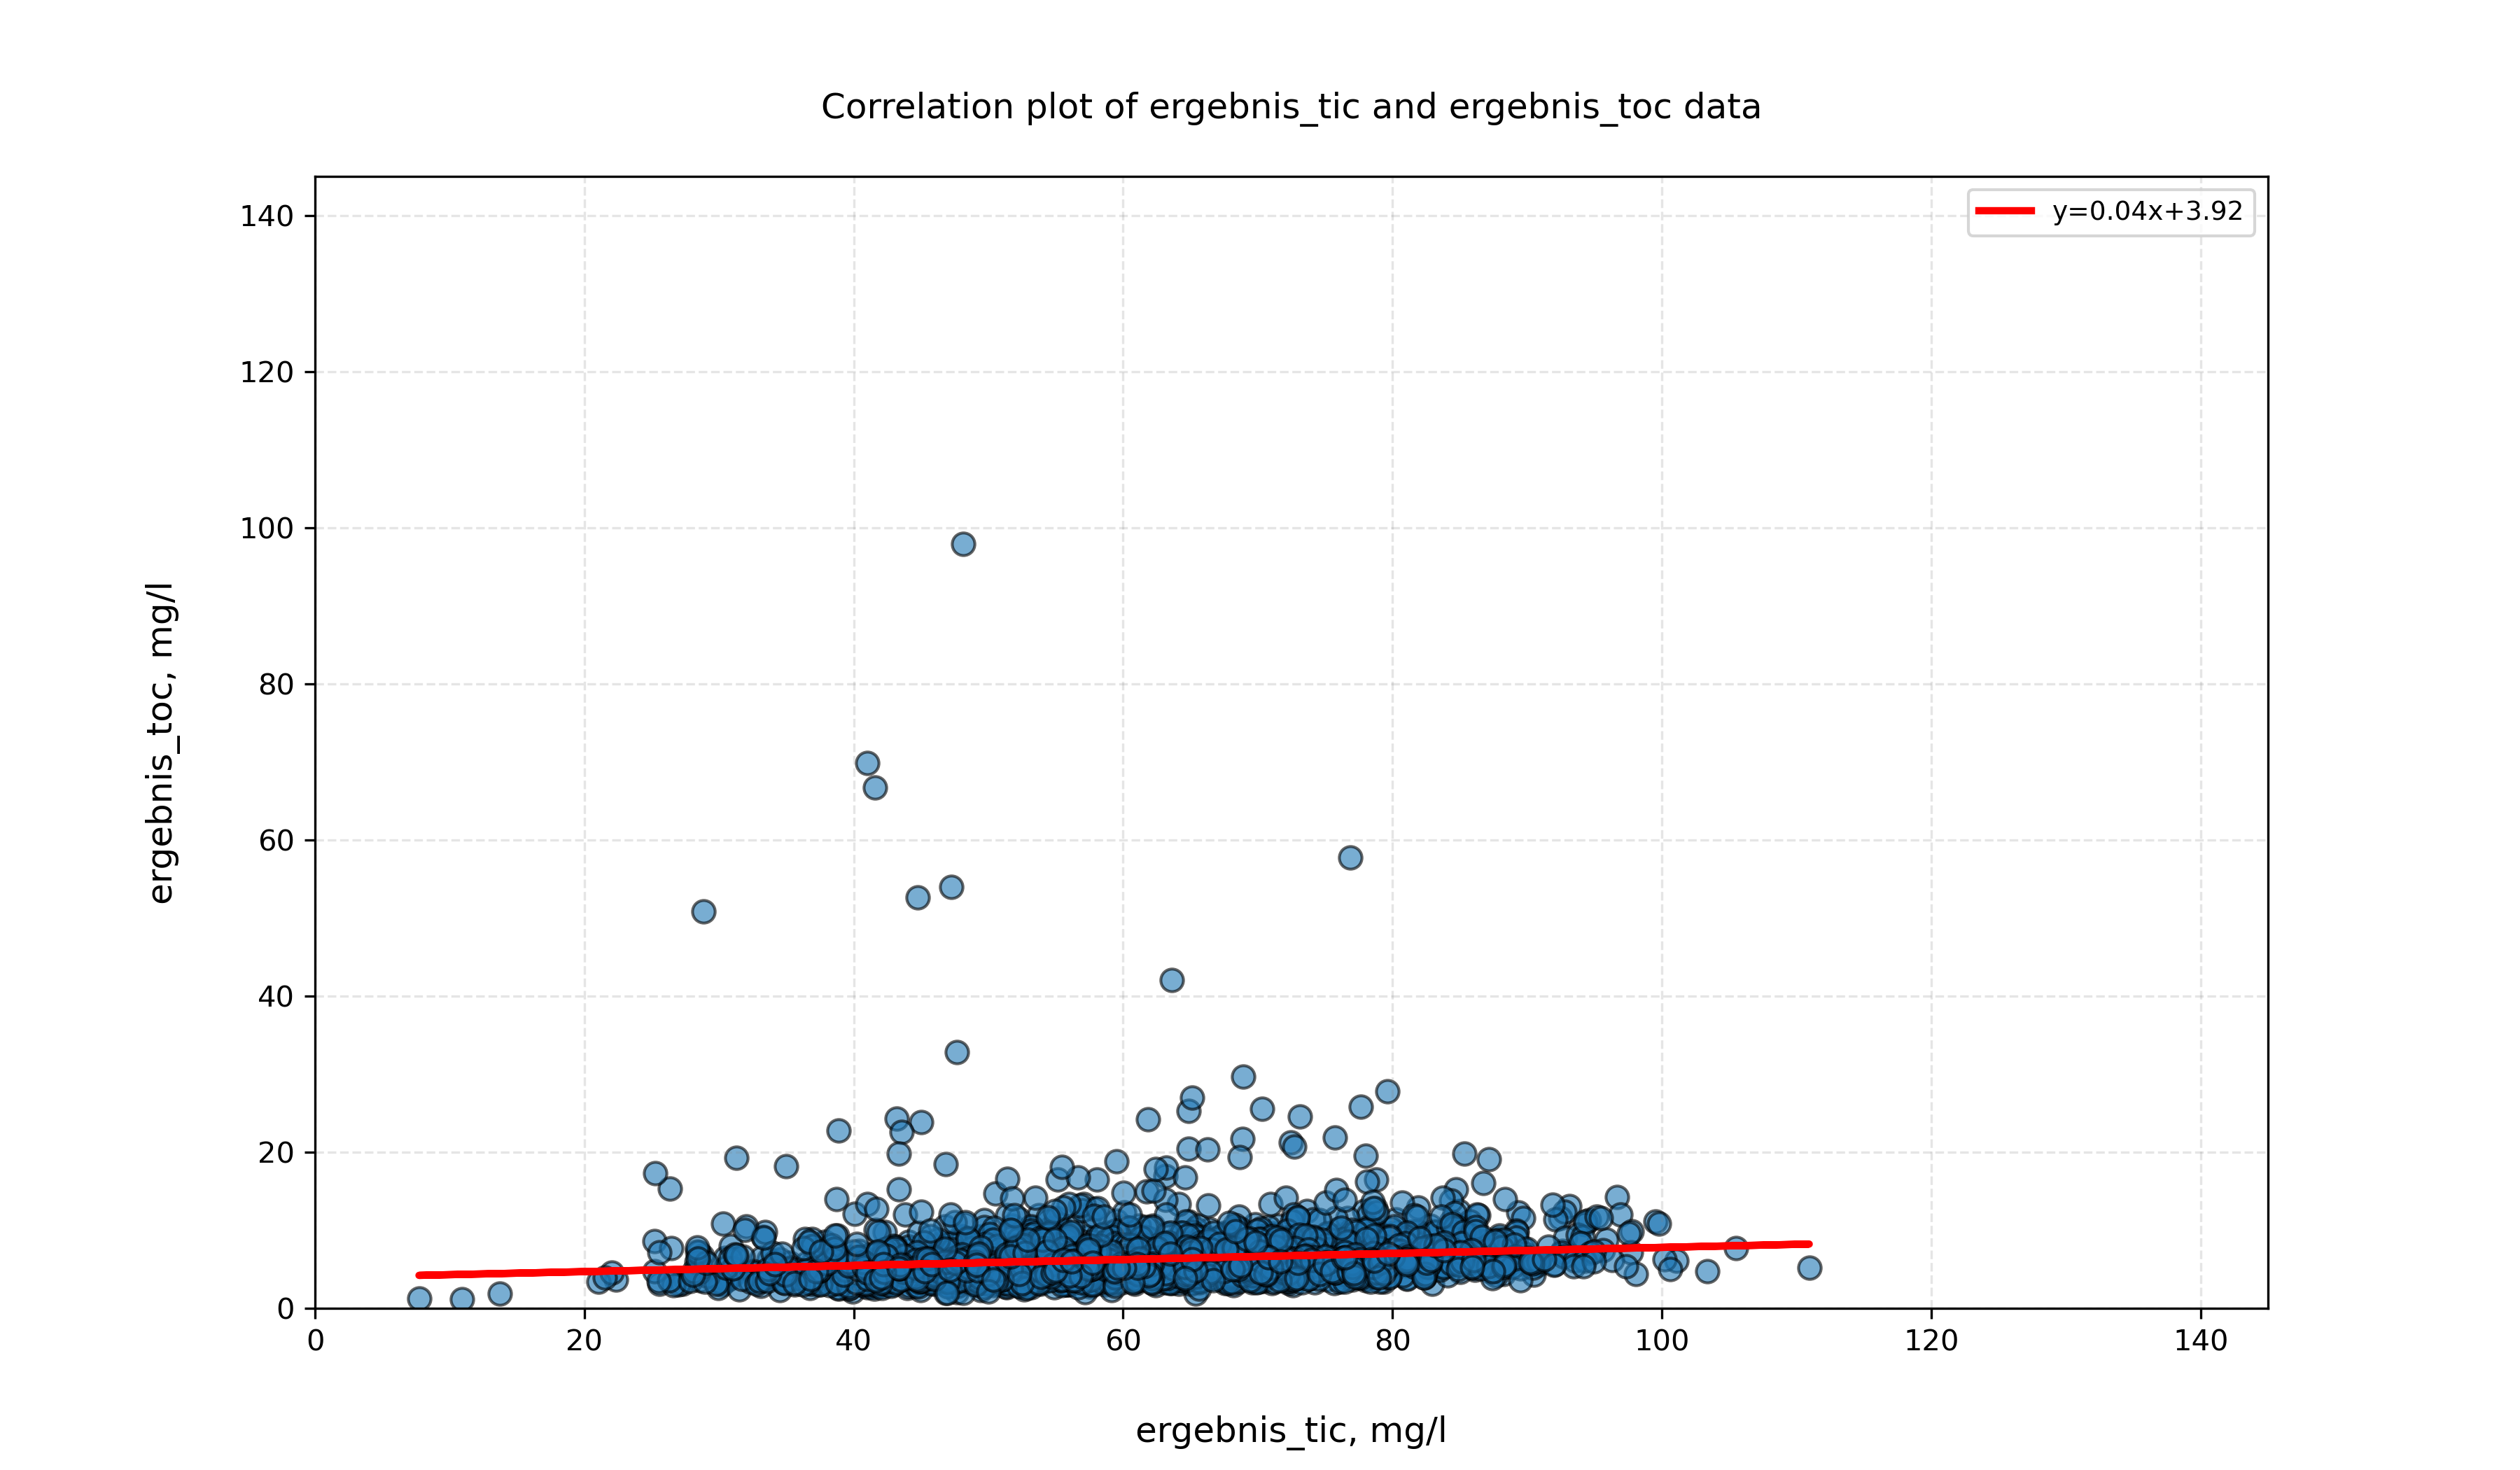 Correlation plot of ergebnis_tic and ergebnis_toc data
y=0.04x+3.92
ergebnis_toc, mg/l
140
120
100
80
60
40
20
0
0 20 40 60 80 100 120 140
ergebnis_tic, mg/l